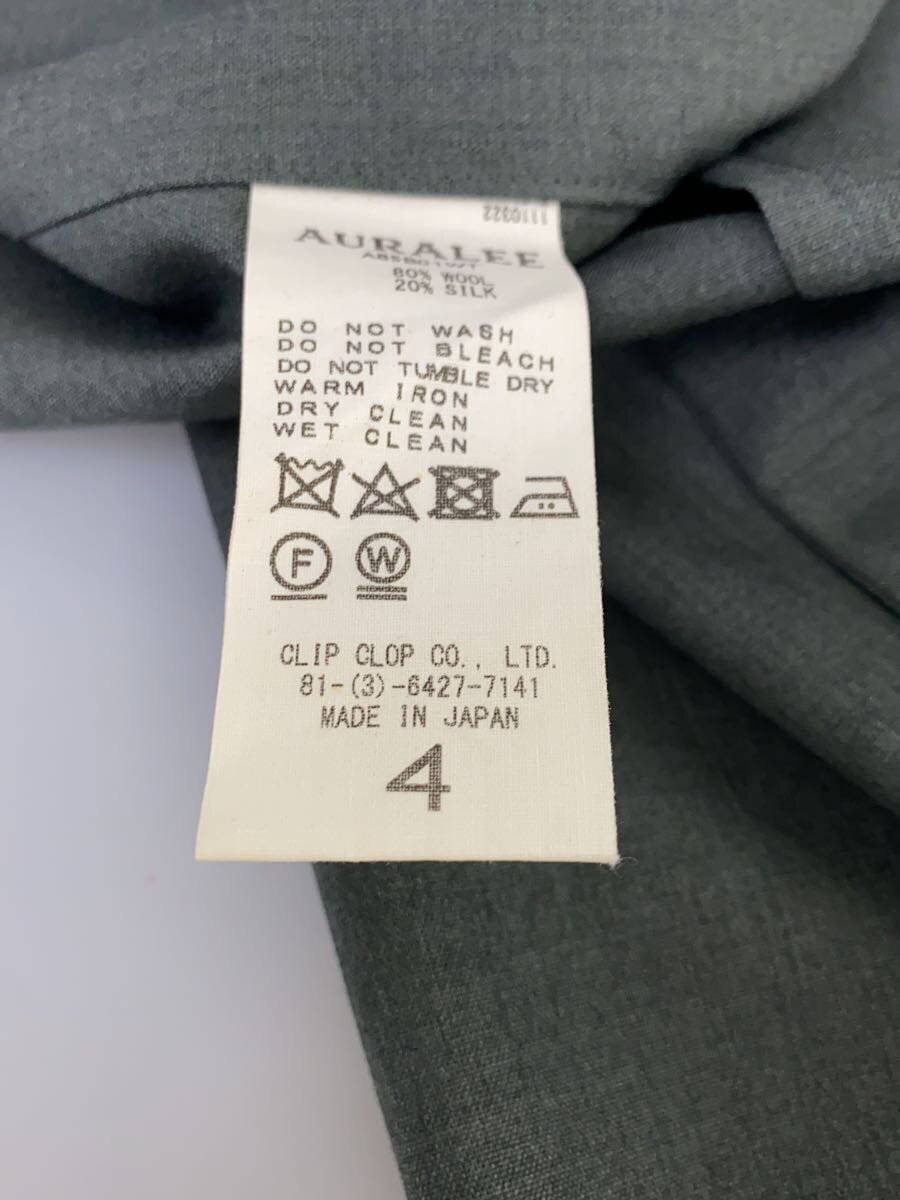 1110322
AURALEE
80% WOOL
20% SILK
DO NOT WASH
DO NOT BLEACH
DO NOT TUMBLE DRY
WARM IRON
DRY CLEAN
WET CLEAN
F W
CLIP CLOP CO., LTD.
81-(3)-6427-7141
MADE IN JAPAN
4